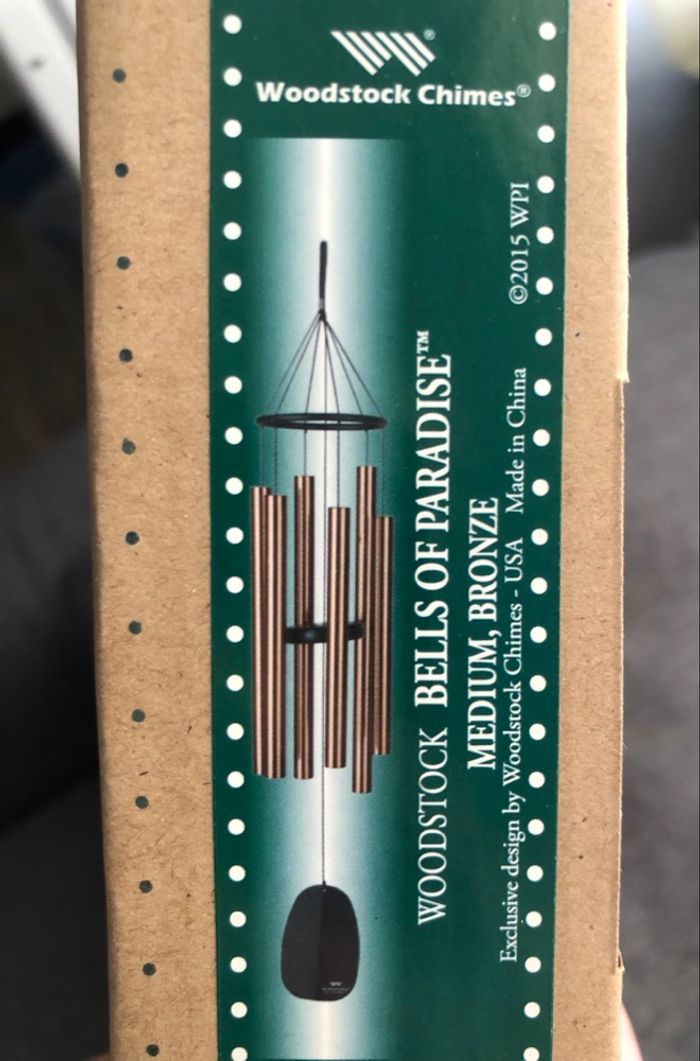 Woodstock Chimes®
WOODSTOCK BELLS OF PARADISE™
MEDIUM, BRONZE
Exclusive design by Woodstock Chimes - USA Made in China ©2015 WPI